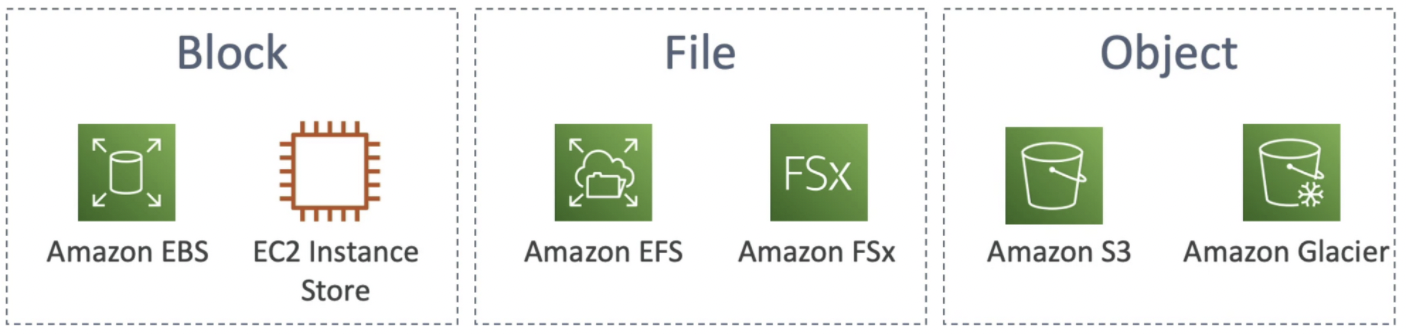 Block
Amazon EBS
EC2 Instance
Store
File
Amazon EFS
FSx
Amazon FSx
Object
Amazon S3
Amazon Glacier